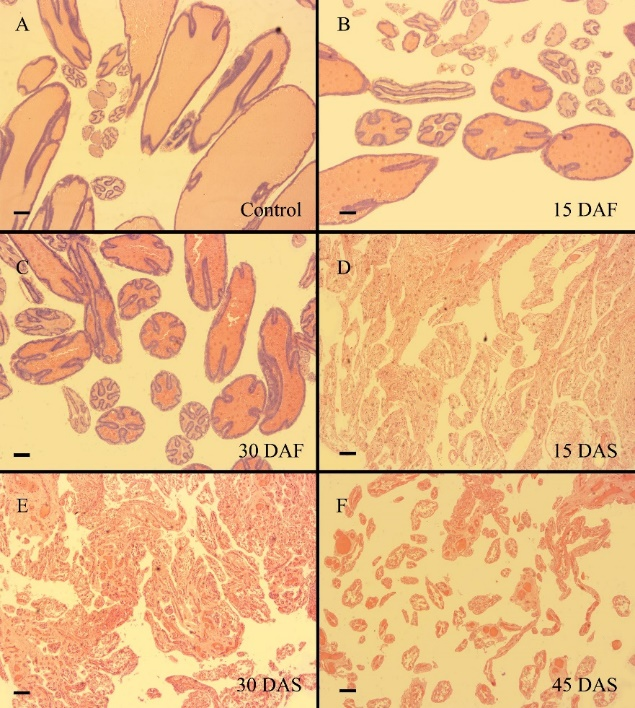 A
Control
B
15 DAF
C
30 DAF
D
15 DAS
E
30 DAS
F
45 DAS